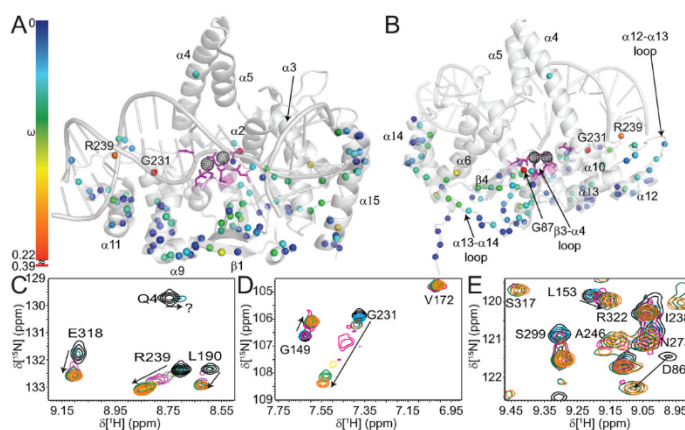 A
B
0
ω
0.22
0.39
α4
α5
α3
α2
R239
G231
α11
α9
β1
α15
α4
α5
α12-α13
loop
α14
α6
β4
G231
R239
α10
α13
α12
G87
β3-α4
loop
α13-α14
loop
C
D
E
129
130
131
132
133
δ[¹⁵N] (ppm)
Q4
?
E318
R239
L190
9.15
8.95
8.75
8.55
δ[¹H] (ppm)
105
106
107
108
109
δ[¹⁵N] (ppm)
V172
G149
G231
7.75
7.55
7.35
7.15
6.95
δ[¹H] (ppm)
120
121
122
δ[¹⁵N] (ppm)
S317
L153
R322
I238
S299
A246
N273
D86
9.45
9.25
9.05
8.85
δ[¹H] (ppm)